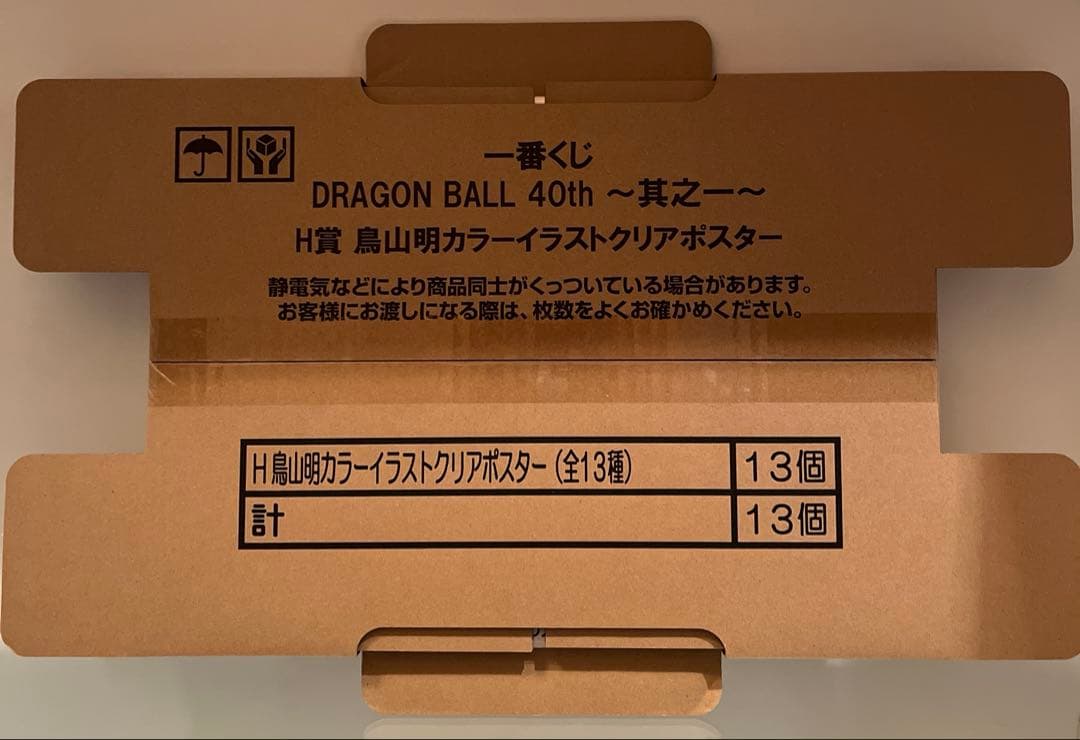 一番くじ
DRAGON BALL 40th ～其之一～
H賞 鳥山明カラーイラストクリアポスター
静電気などにより商品同士がくっついている場合があります。
お客様にお渡しになる際は、枚数をよくお確かめください。
H 鳥山明カラーイラストクリアポスター（全13種） 13個
計 13個